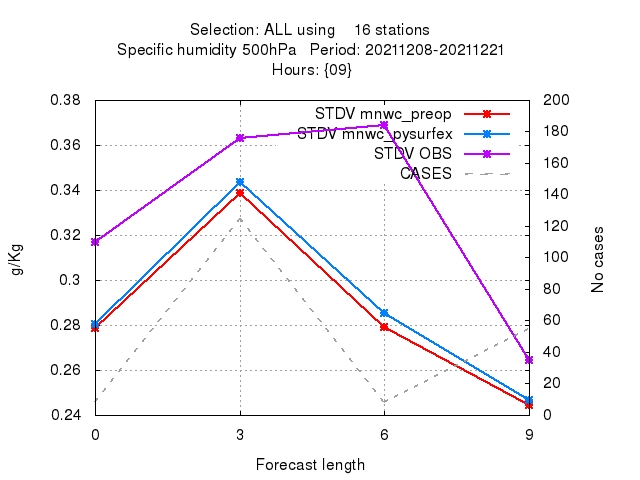 Selection: ALL using    16 stations
Specific humidity 500hPa   Period: 20211208-20211221
Hours: {09}
STDV mnwc_preop
STDV mnwc_pysurfex
STDV OBS
CASES
0.38
0.36
0.34
0.32
0.3
0.28
0.26
0.24
g/Kg
200
180
160
140
120
100
80
60
40
20
0
No cases
0 3 6 9
Forecast length